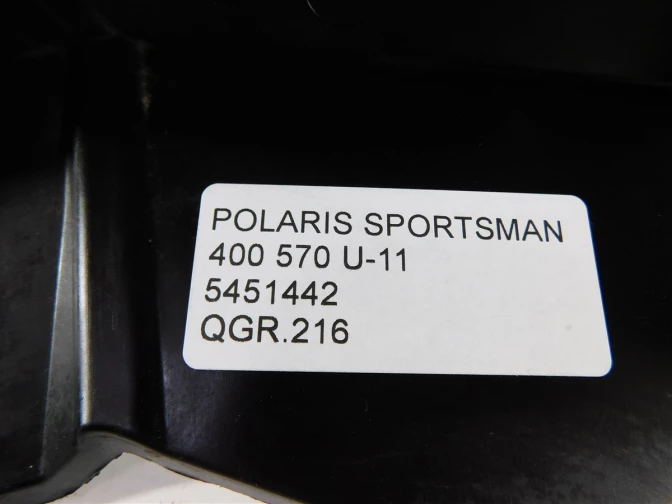 POLARIS SPORTSMAN
400 570 U-11
5451442
QGR.216